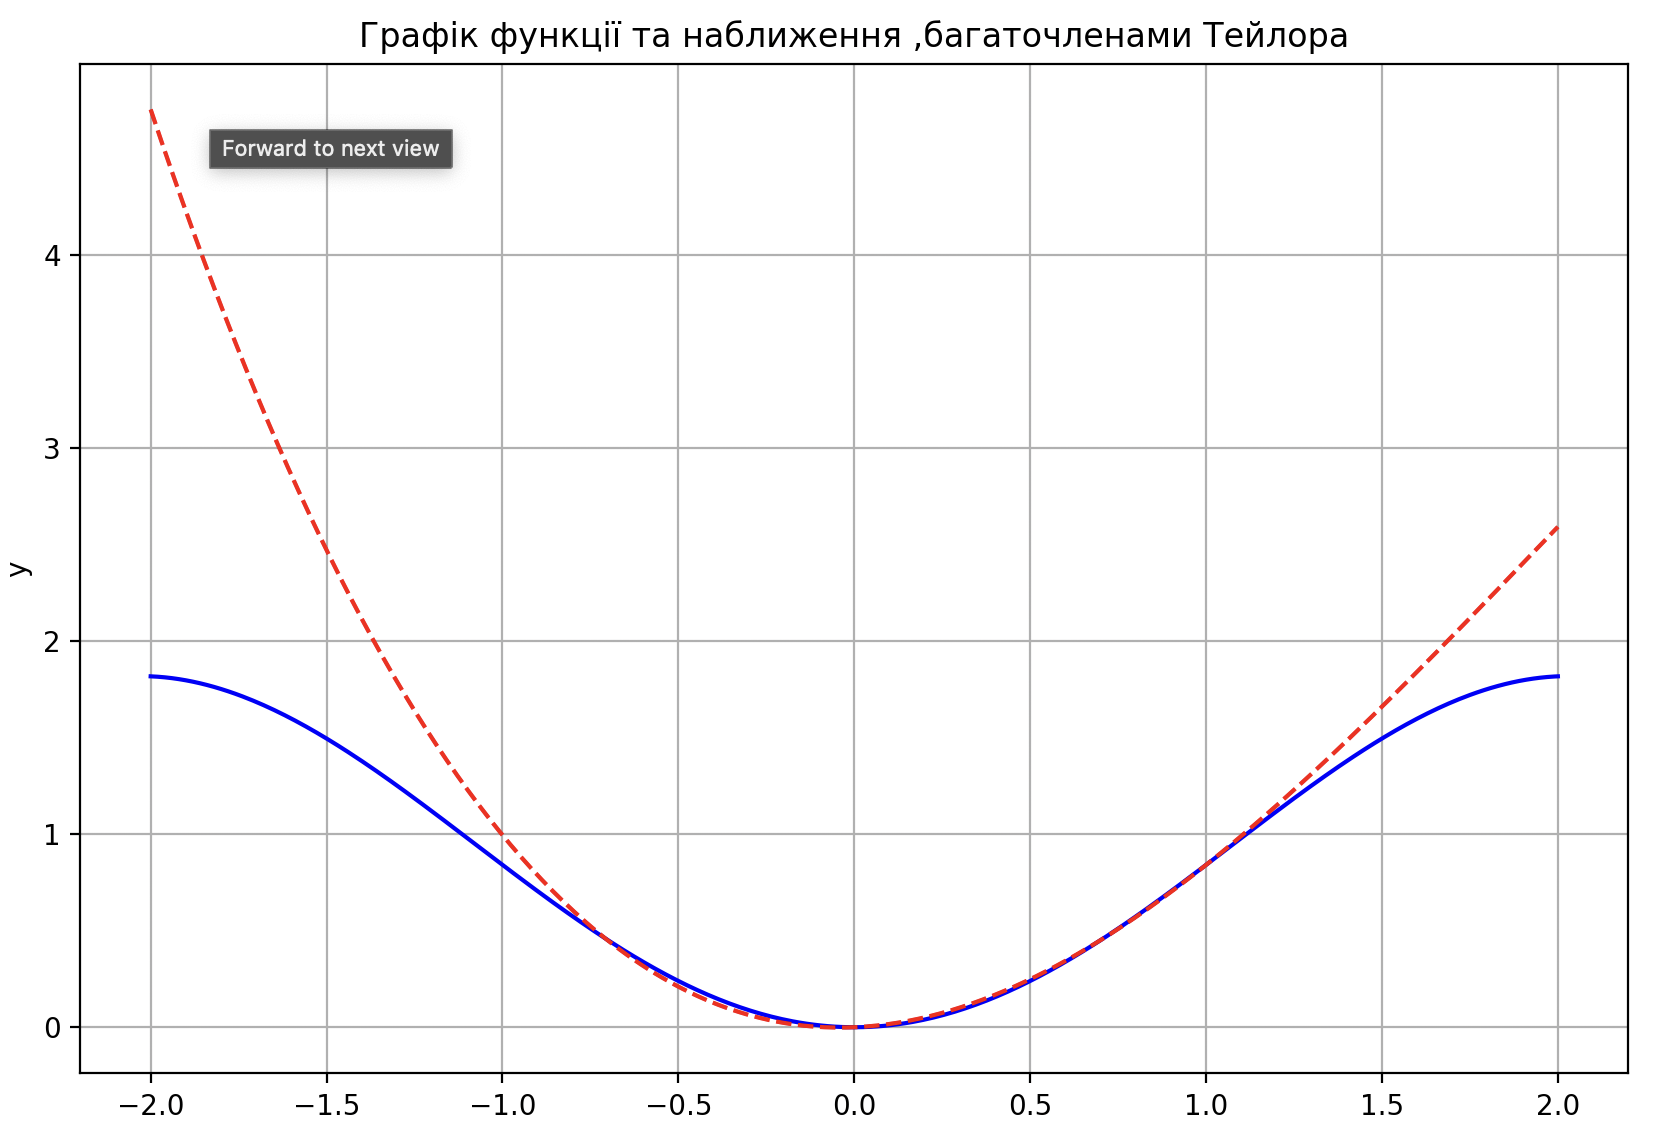 Графік функції та наближення ,багаточленами Тейлора
Forward to next view
4
3
2
1
0
y
−2.0 −1.5 −1.0 −0.5 0.0 0.5 1.0 1.5 2.0